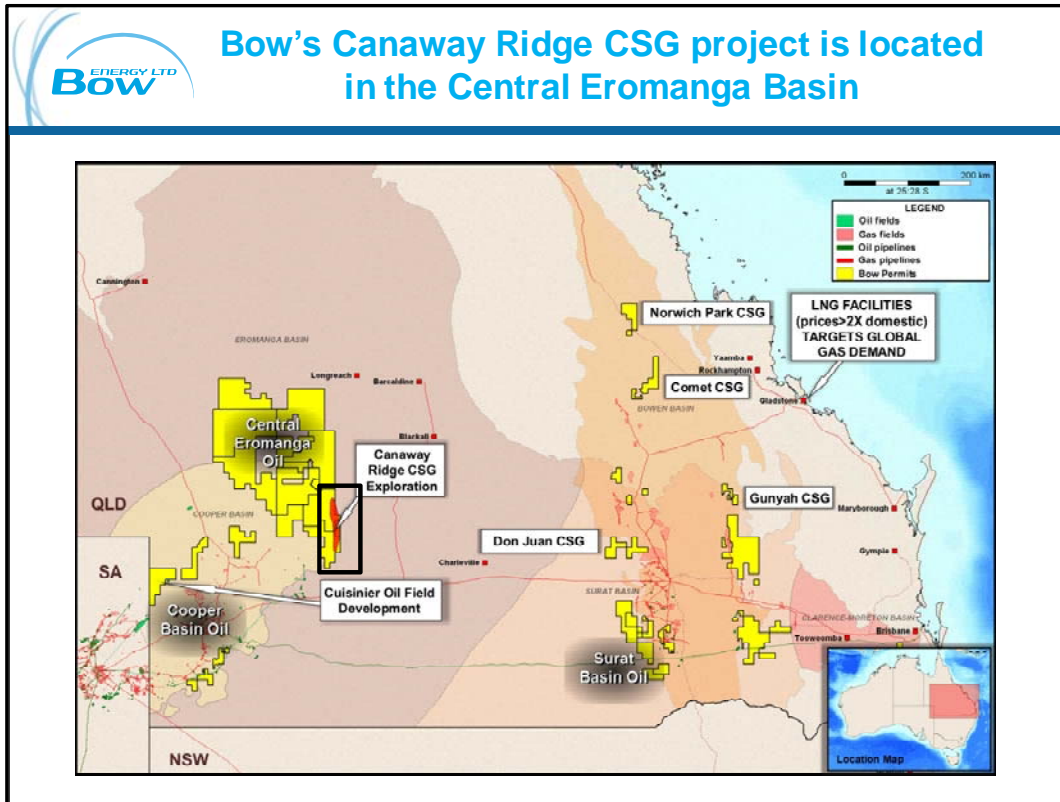 Bow's Canaway Ridge CSG project is located
in the Central Eromanga Basin
ENERGY LTD
BOW
0
200 km
at 25:28 S
LEGEND
Oil fields
Gas fields
Oil pipelines
Gas pipelines
Bow Permits
Cannington
LNG FACILITIES
(prices>2X domestic)
TARGETS GLOBAL
GAS DEMAND
Norwich Park CSG
EROMANGA BASIN
Yaamba
Rockhampton
Longreach
Barcaldine
Comet CSG
Gladstone
BOWEN BASIN
Central
Eromanga
Oil
Blackall
Canaway
Ridge CSG
Exploration
QLD
COOPER BASIN
Gunyah CSG
Maryborough
Don Juan CSG
Gympie
SA
Charleville
Cuisinier Oil Field
Development
SURAT BASIN
Cooper
Basin Oil
CLARENCE-MORETON BASIN
Toowoomba
Brisbane
Surat
Basin Oil
NSW
Location Map